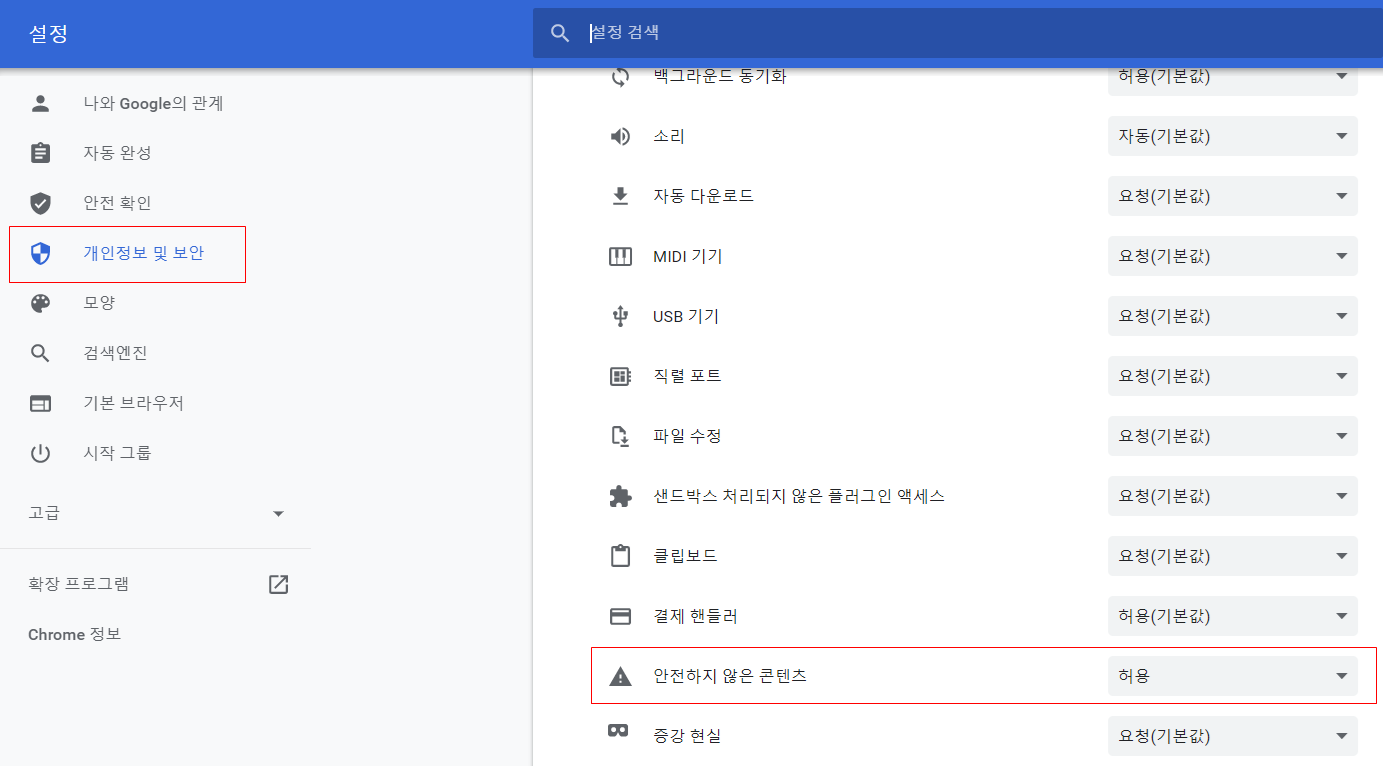 설정
설정 검색
나와 Google의 관계
자동 완성
안전 확인
개인정보 및 보안
모양
검색엔진
기본 브라우저
시작 그룹
고급
확장 프로그램
Chrome 정보
백그라운드 동기화 허용(기본값)
소리 자동(기본값)
자동 다운로드 요청(기본값)
MIDI 기기 요청(기본값)
USB 기기 요청(기본값)
직렬 포트 요청(기본값)
파일 수정 요청(기본값)
샌드박스 처리되지 않은 플러그인 액세스 요청(기본값)
클립보드 요청(기본값)
결제 핸들러 허용(기본값)
안전하지 않은 콘텐츠 허용
증강 현실 요청(기본값)